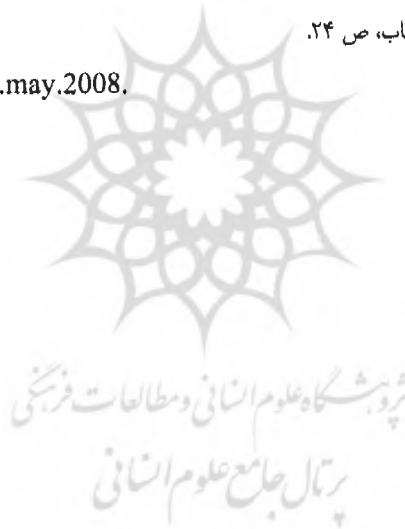 اب، ص ۲۴.
.may.2008.
پژوهشگاه علوم انسانی و مطالعات فرهنگی
پرتال جامع علوم انسانی